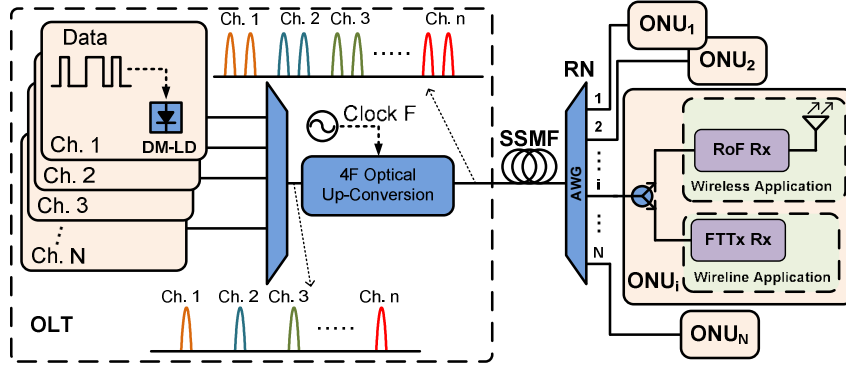 Ch. 1 Ch. 2 Ch. 3 Ch. n
Data
DM-LD
Ch. 1
Ch. 2
Ch. 3
Ch. N
Clock F
4F Optical
Up-Conversion
Ch. 1 Ch. 2 Ch. 3 Ch. n
OLT
SSMF
RN
AWG
1
2
i
N
ONU1
ONU2
RoF Rx
Wireless Application
FTTx Rx
Wireline Application
ONUi
ONUN